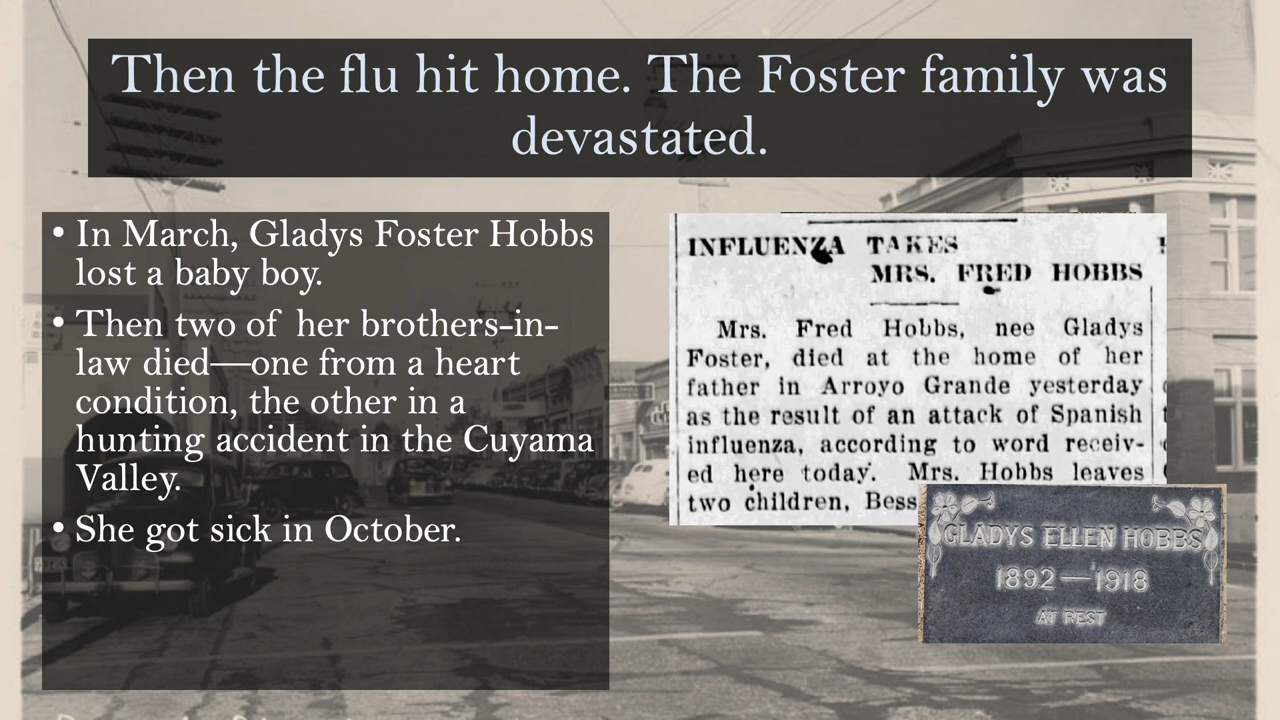 Then the flu hit home. The Foster family was
devastated.
• In March, Gladys Foster Hobbs
lost a baby boy.
• Then two of her brothers-in-
law died—one from a heart
condition, the other in a
hunting accident in the Cuyama
Valley.
• She got sick in October.
INFLUENZA TAKES
MRS. FRED HOBBS
Mrs. Fred Hobbs, nee Gladys
Foster, died at the home of her
father in Arroyo Grande yesterday
as the result of an attack of Spanish
influenza, according to word receiv-
ed here today. Mrs. Hobbs leaves
two children, Bess
GLADYS ELLEN HOBBS
1892—1918
AT REST